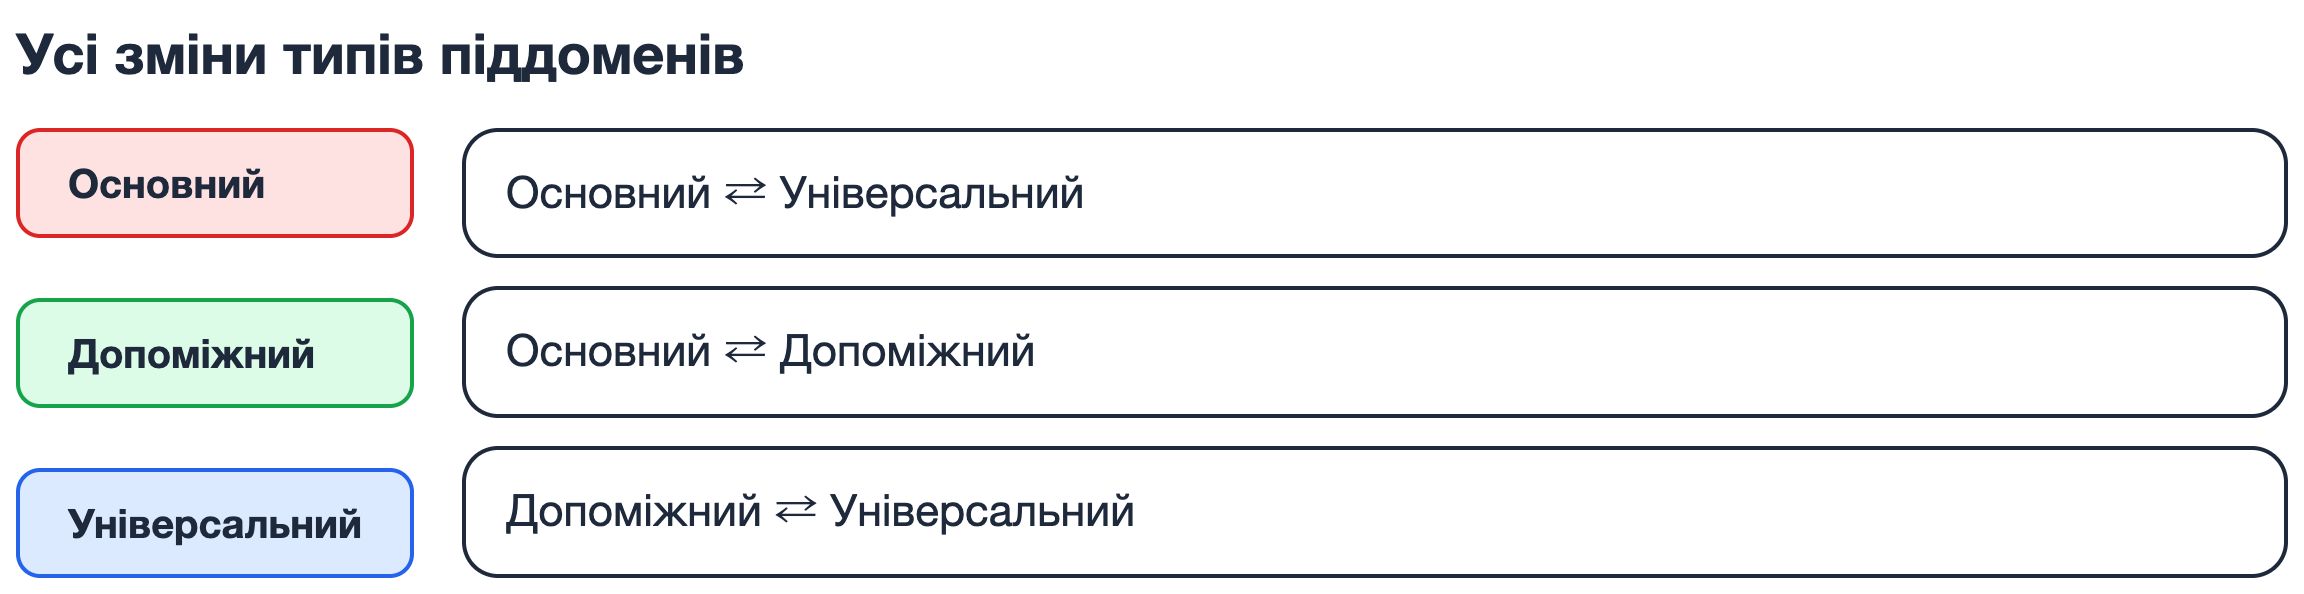 Усі зміни типів піддоменів
Основний
Основний ⇄ Універсальний
Допоміжний
Основний ⇄ Допоміжний
Універсальний
Допоміжний ⇄ Універсальний